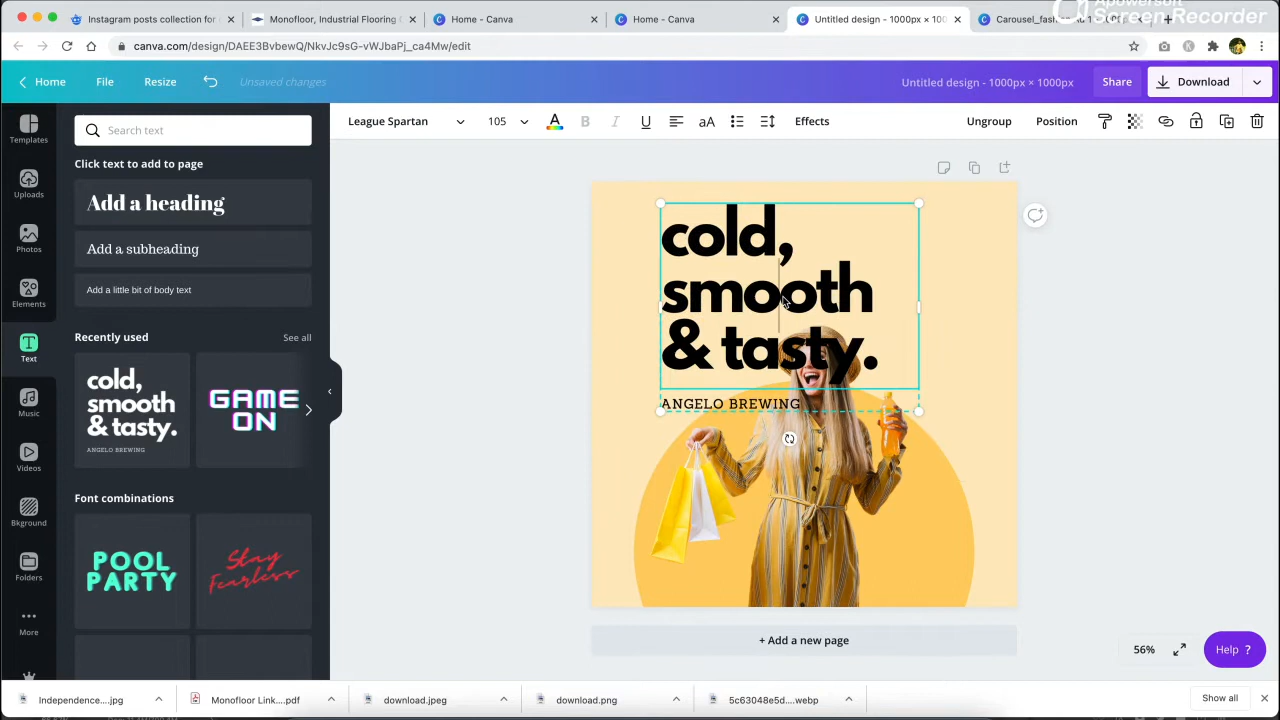 Apowersoft
Screen Recorder
Instagram posts collection for
Monofloor, Industrial Flooring
Home - Canva
Home - Canva
Untitled design - 1000px × 100
canva.com/design/DAEE3BvbewQ/NkvJc9sG-vWJbaPj_ca4Mw/edit
Home
File
Resize
Unsaved changes
Untitled design - 1000px × 1000px
Share
Download
Search text
League Spartan
105
A
B
I
U
aA
Effects
Ungroup
Position
Templates
Uploads
Photos
Elements
Text
Music
Videos
Bkground
Folders
More
Click text to add to page
Add a heading
Add a subheading
Add a little bit of body text
Recently used
See all
cold,
smooth
& tasty.
ANGELO BREWING
GAME
ON
Font combinations
POOL
PARTY
Stay
Fearless
cold,
smooth
& tasty.
ANGELO BREWING
+ Add a new page
56%
Help ?
Independence....jpg
Monofloor Link....pdf
download.jpeg
download.png
5c63048e5d....webp
Show all